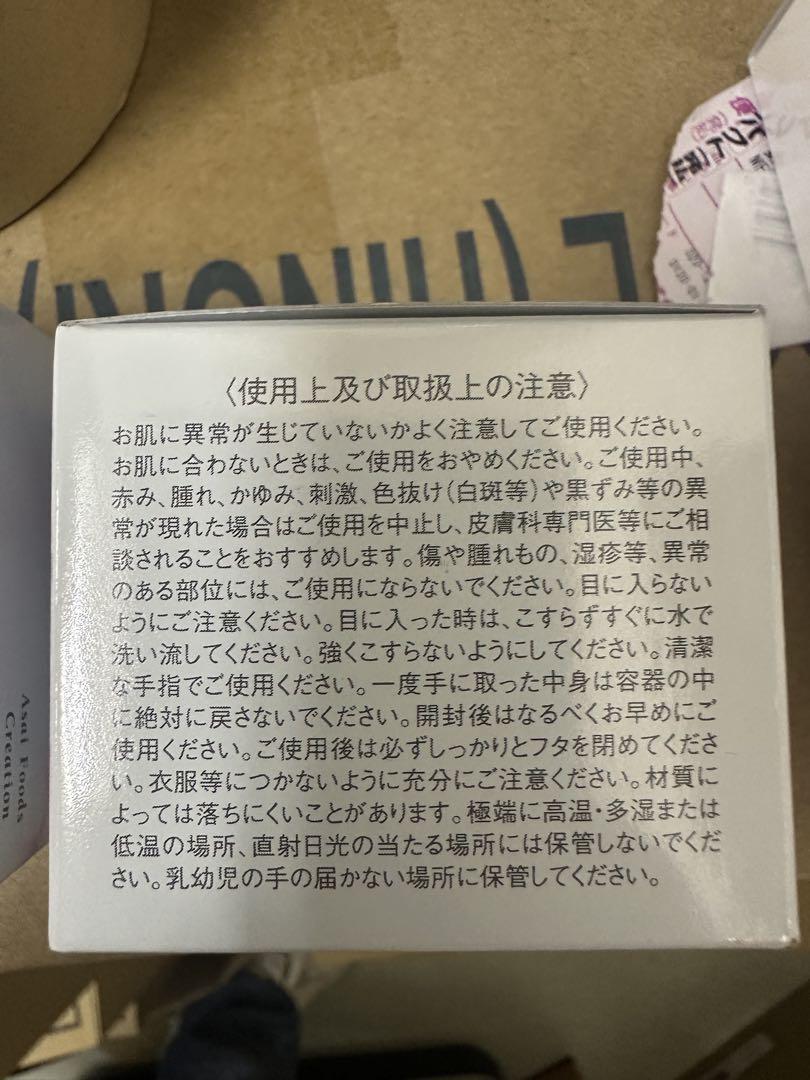 〈使用上及び取扱上の注意〉
お肌に異常が生じていないかよく注意してご使用ください。
お肌に合わないときは、ご使用をおやめください。ご使用中、
赤み、腫れ、かゆみ、刺激、色抜け(白斑等)や黒ずみ等の異
常が現れた場合はご使用を中止し、皮膚科専門医等にご相
談されることをおすすめします。傷や腫れもの、湿疹等、異常
のある部位には、ご使用にならないでください。目に入らない
ようにご注意ください。目に入った時は、こすらずすぐに水で
洗い流してください。強くこすらないようにしてください。清潔
な手指でご使用ください。一度手に取った中身は容器の中
に絶対に戻さないでください。開封後はなるべくお早めにご
使用ください。ご使用後は必ずしっかりとフタを閉めてくださ
い。衣服等につかないように充分にご注意ください。材質に
よっては落ちにくいことがあります。極端に高温・多湿または
低温の場所、直射日光の当たる場所には保管しないでくだ
さい。乳幼児の手の届かない場所に保管してください。
Asai Foods
Creation